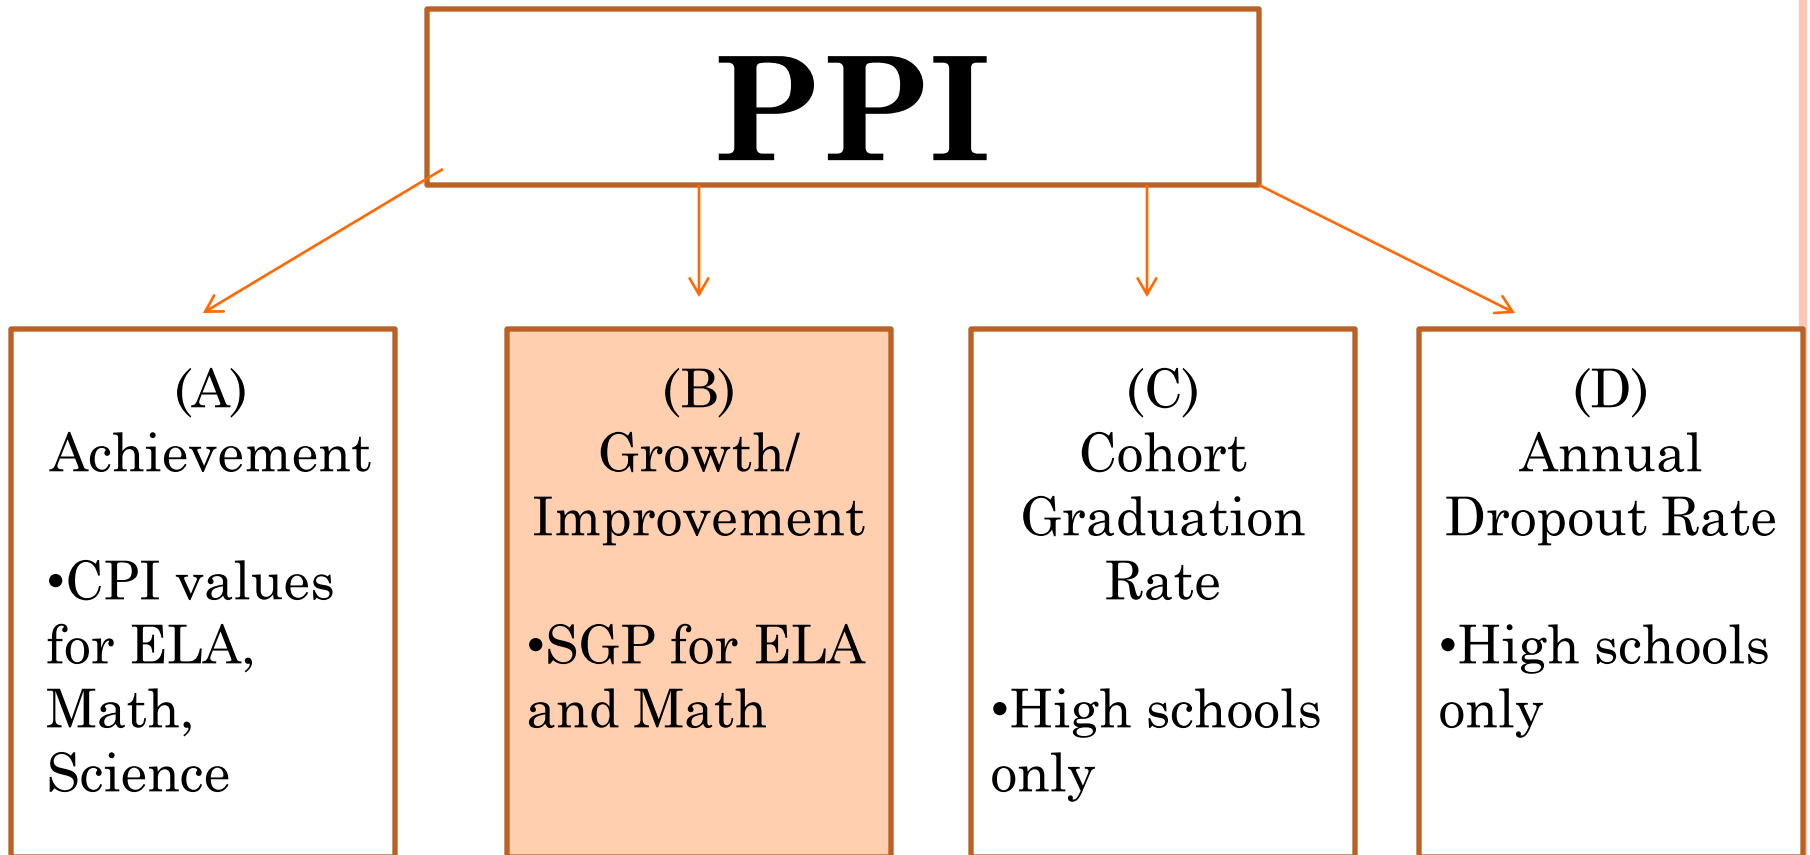 PPI
(A)
Achievement
•CPI values
for ELA,
Math,
Science
(B)
Growth/
Improvement
•SGP for ELA
and Math
(C)
Cohort
Graduation
Rate
•High schools
only
(D)
Annual
Dropout Rate
•High schools
only